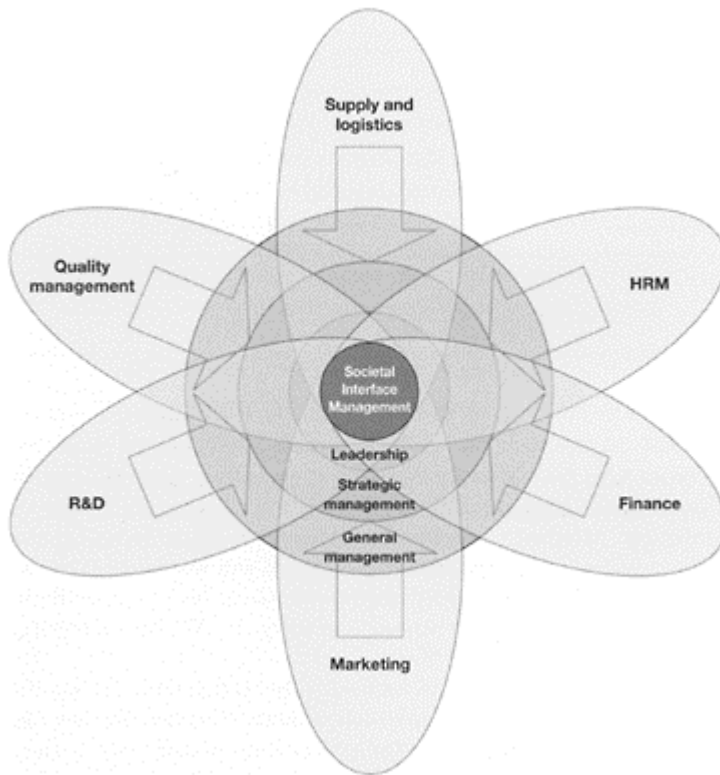 Supply and
logistics
Quality
management
HRM
Societal
Interface
Management
Leadership
Strategic
management
R&D
Finance
General
management
Marketing